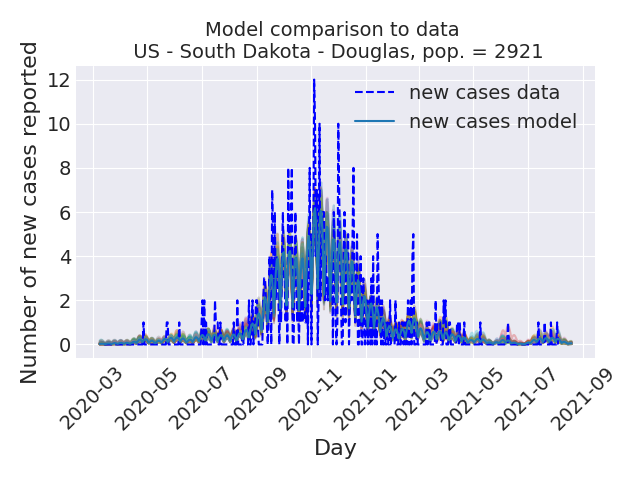 Model comparison to data
US - South Dakota - Douglas, pop. = 2921
Number of new cases reported
12
10
8
6
4
2
0
new cases data
new cases model
2020-03
2020-05
2020-07
2020-09
2020-11
2021-01
2021-03
2021-05
2021-07
2021-09
Day